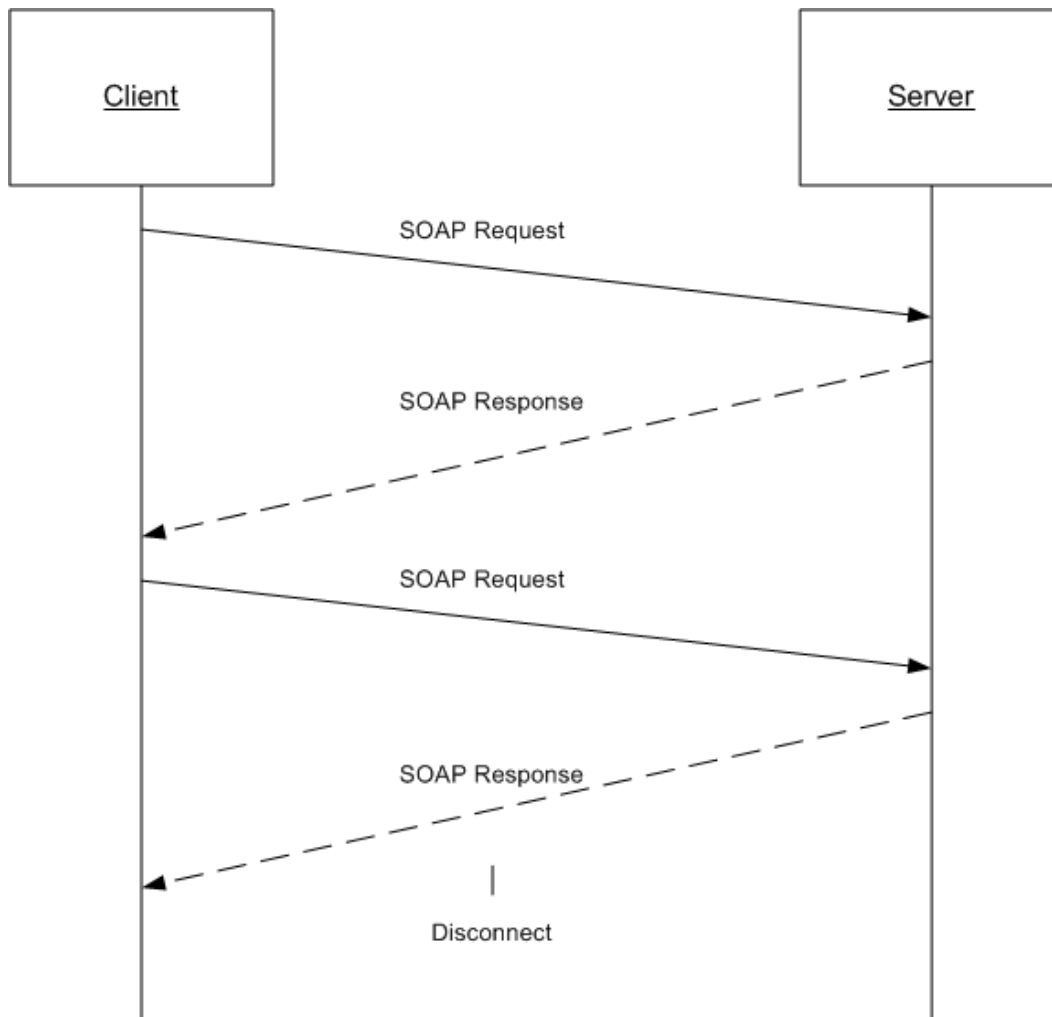 Client
Server
SOAP Request
SOAP Response
SOAP Request
SOAP Response
Disconnect